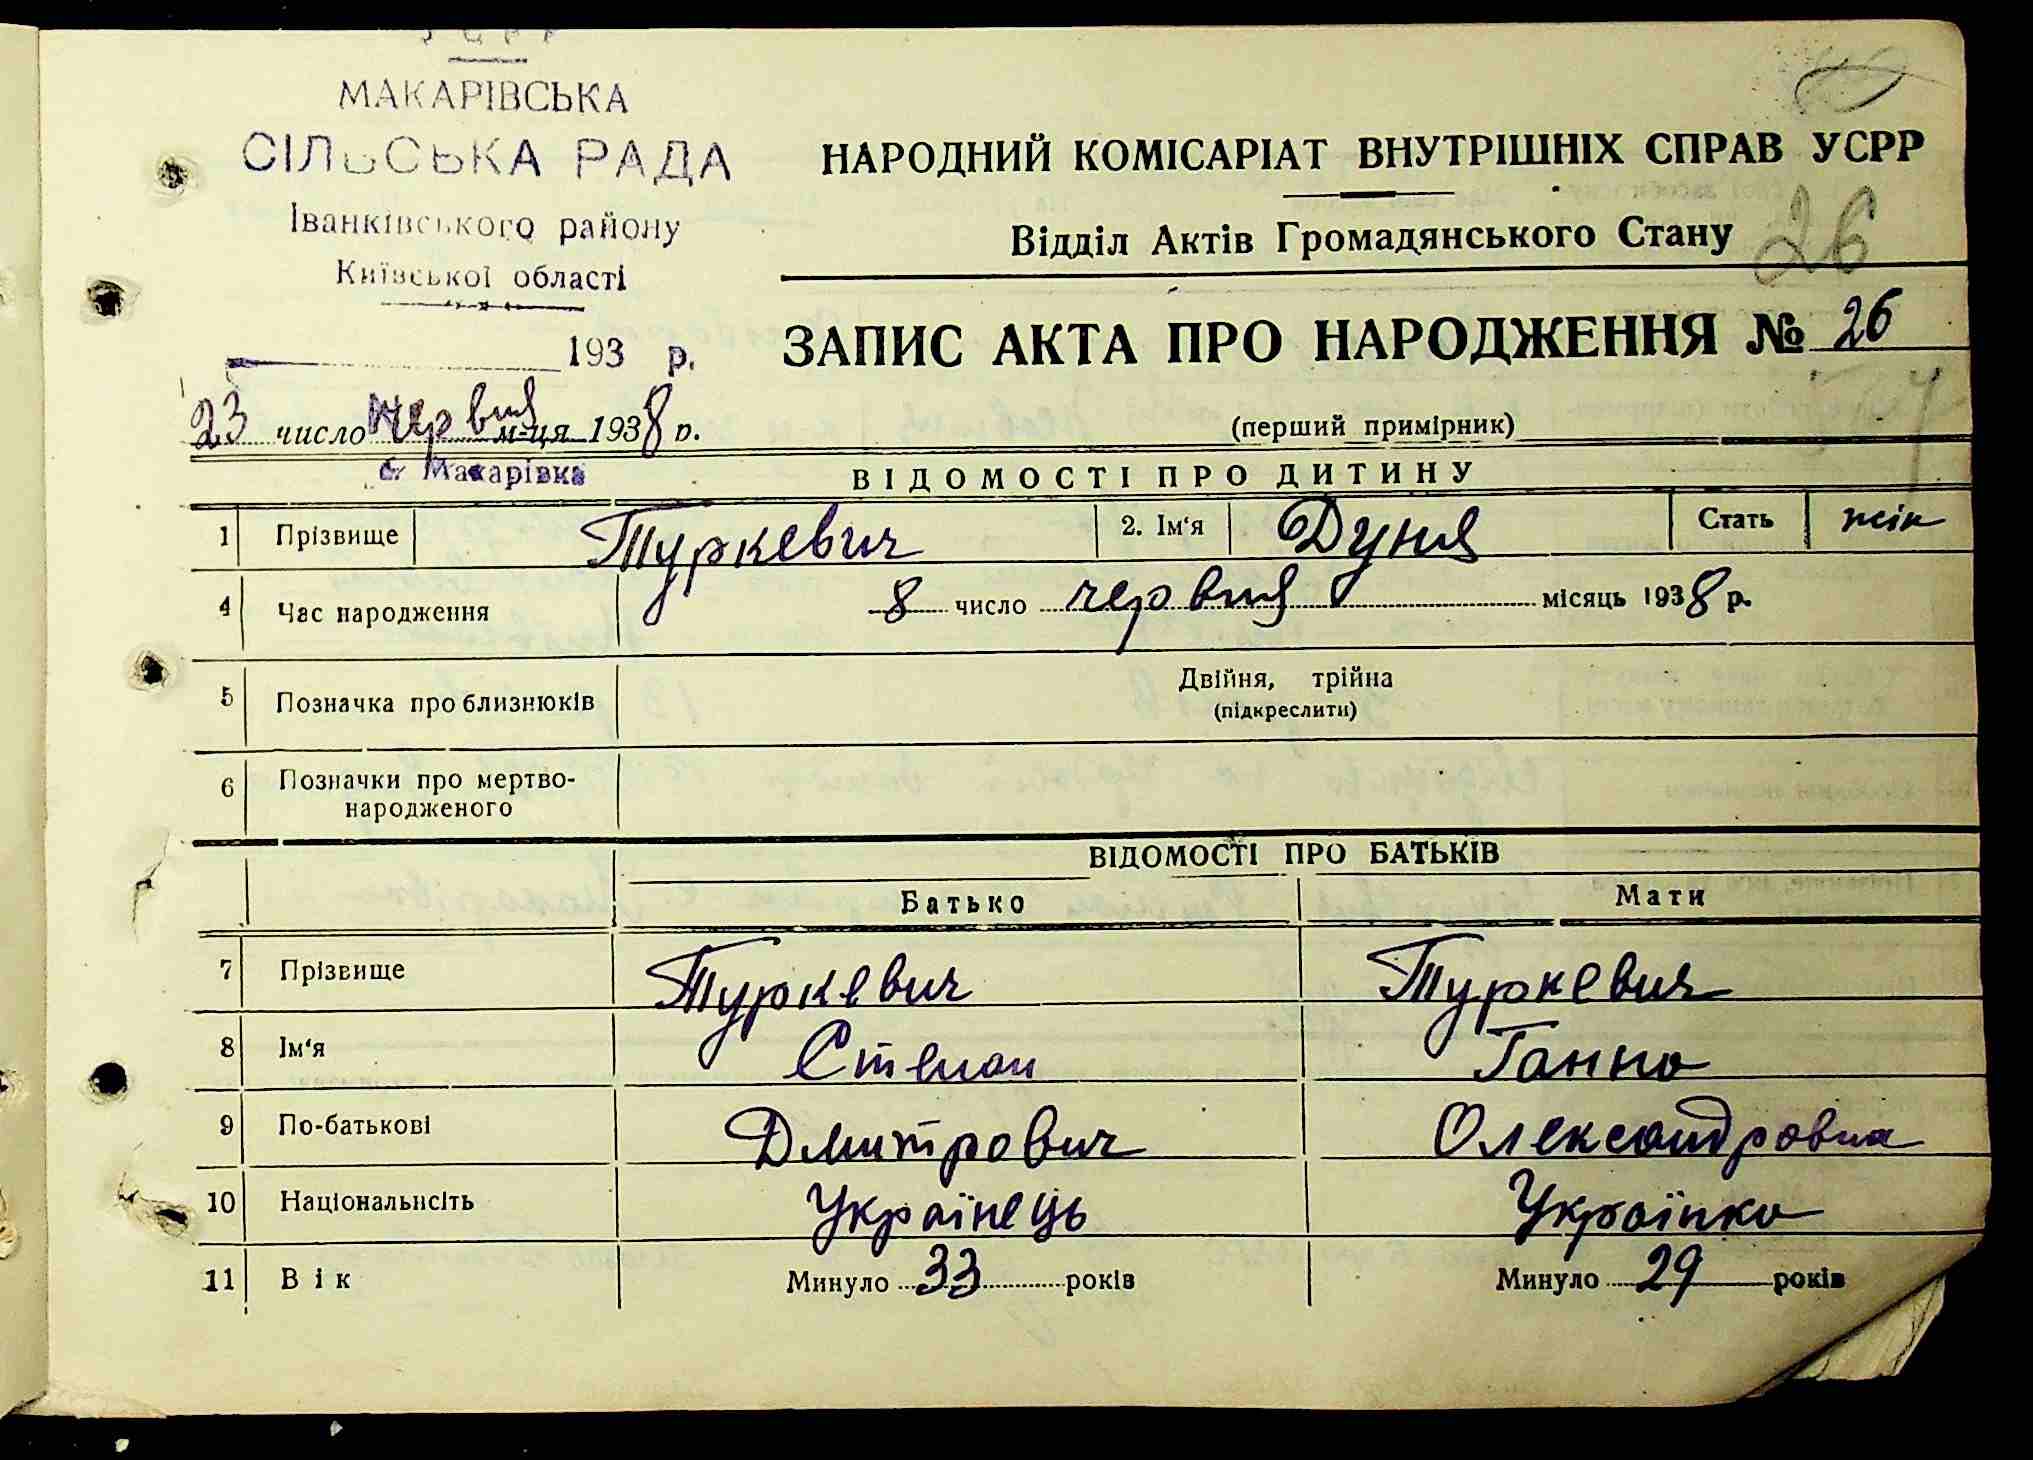 УСРР
МАКАРІВСЬКА
СІЛЬСЬКА РАДА
Іванківського району
Київської області
193 р.
НАРОДНИЙ КОМІСАРІАТ ВНУТРІШНІХ СПРАВ УСРР
Відділ Актів Громадянського Стану
26
ЗАПИС АКТА ПРО НАРОДЖЕННЯ № 26
23 число червня м-ця 1938 р.
(перший примірник)
с. Макарівка
ВІДОМОСТІ ПРО ДИТИНУ
1 Прізвище Туркевич 2. Ім‘я Дуня Стать жін
4 Час народження 8 число червня місяць 1938 р.
5 Позначка про близнюків Двійня, трійна
(підкреслити)
6 Позначки про мертво-
народженого
ВІДОМОСТІ ПРО БАТЬКІВ
Батько Мати
7 Прізвище Туркевич Туркевич
8 Ім‘я Степан Ганна
9 По-батькові Дмитрович Олександровна
10 Національнсіть Українець Українка
11 Вік Минуло 33 років Минуло 29 років